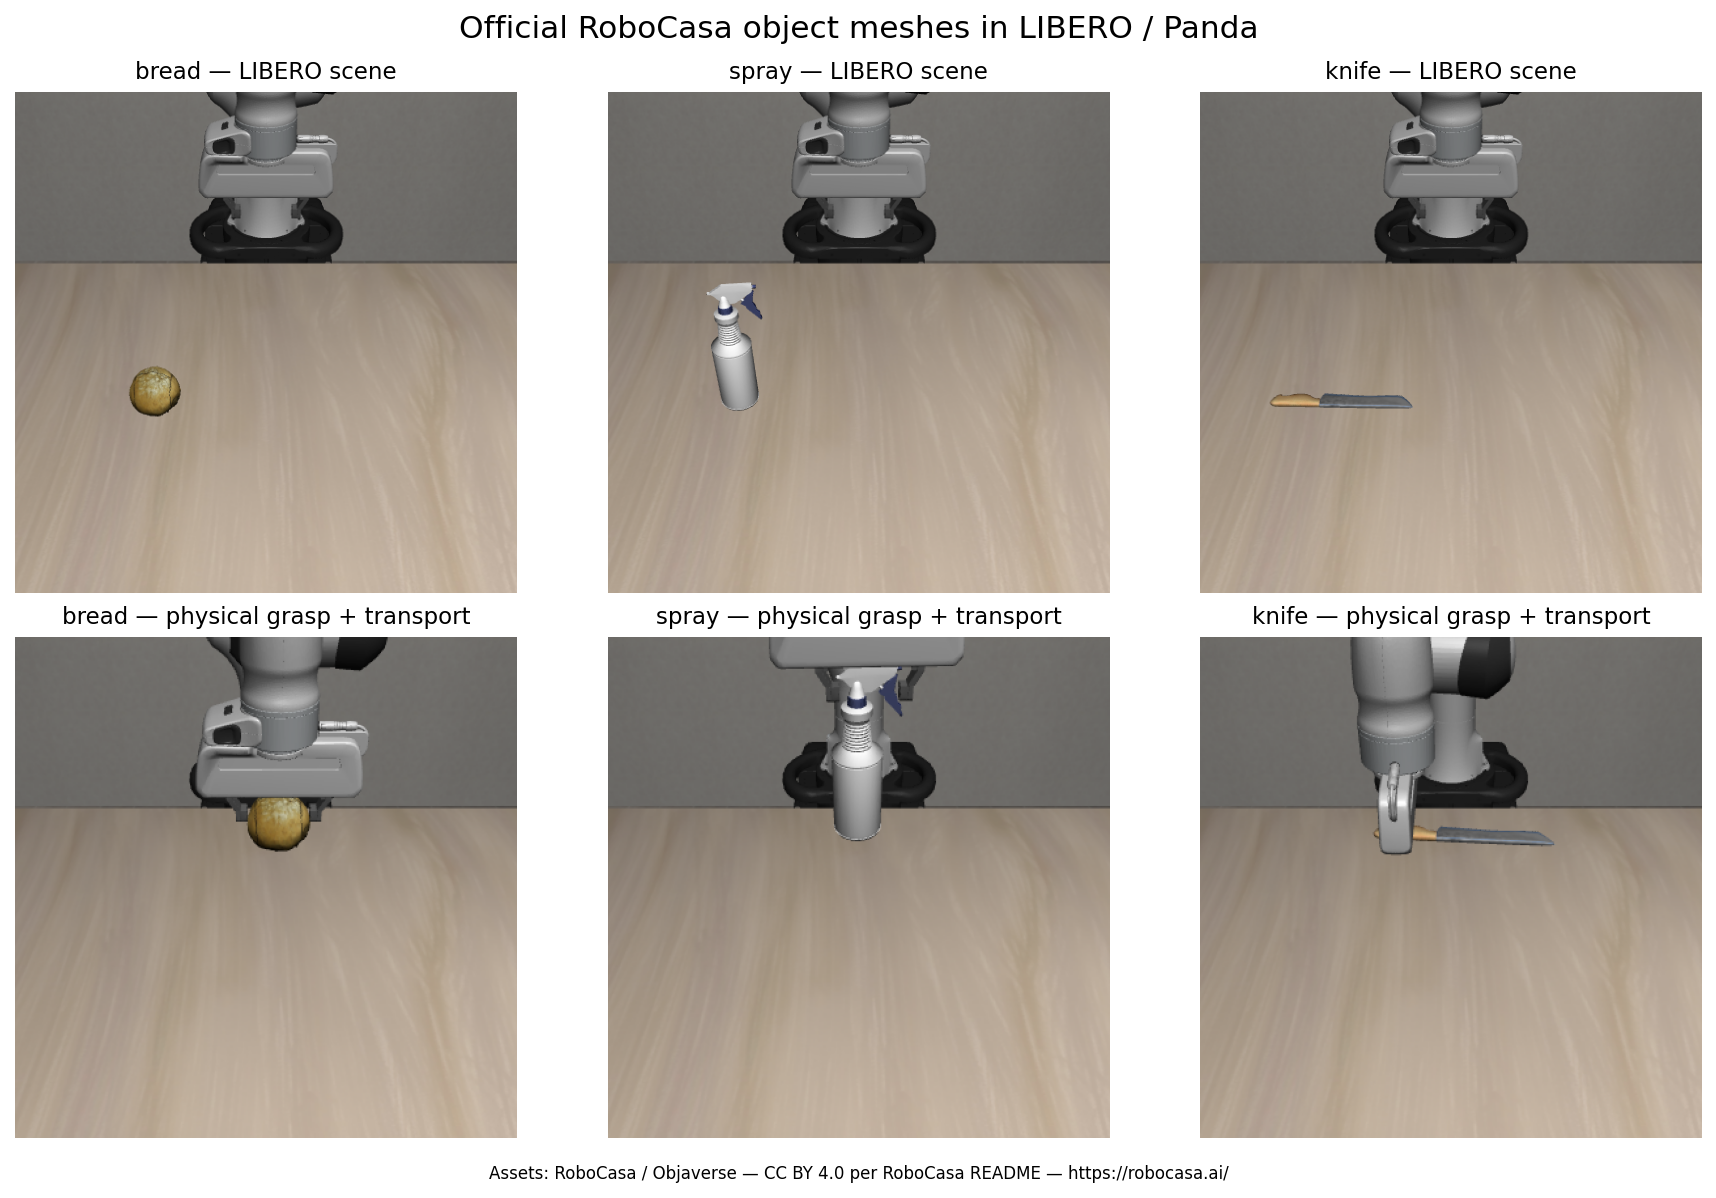 Official RoboCasa object meshes in LIBERO / Panda
bread — LIBERO scene
spray — LIBERO scene
knife — LIBERO scene
bread — physical grasp + transport
spray — physical grasp + transport
knife — physical grasp + transport
Assets: RoboCasa / Objaverse — CC BY 4.0 per RoboCasa README — https://robocasa.ai/